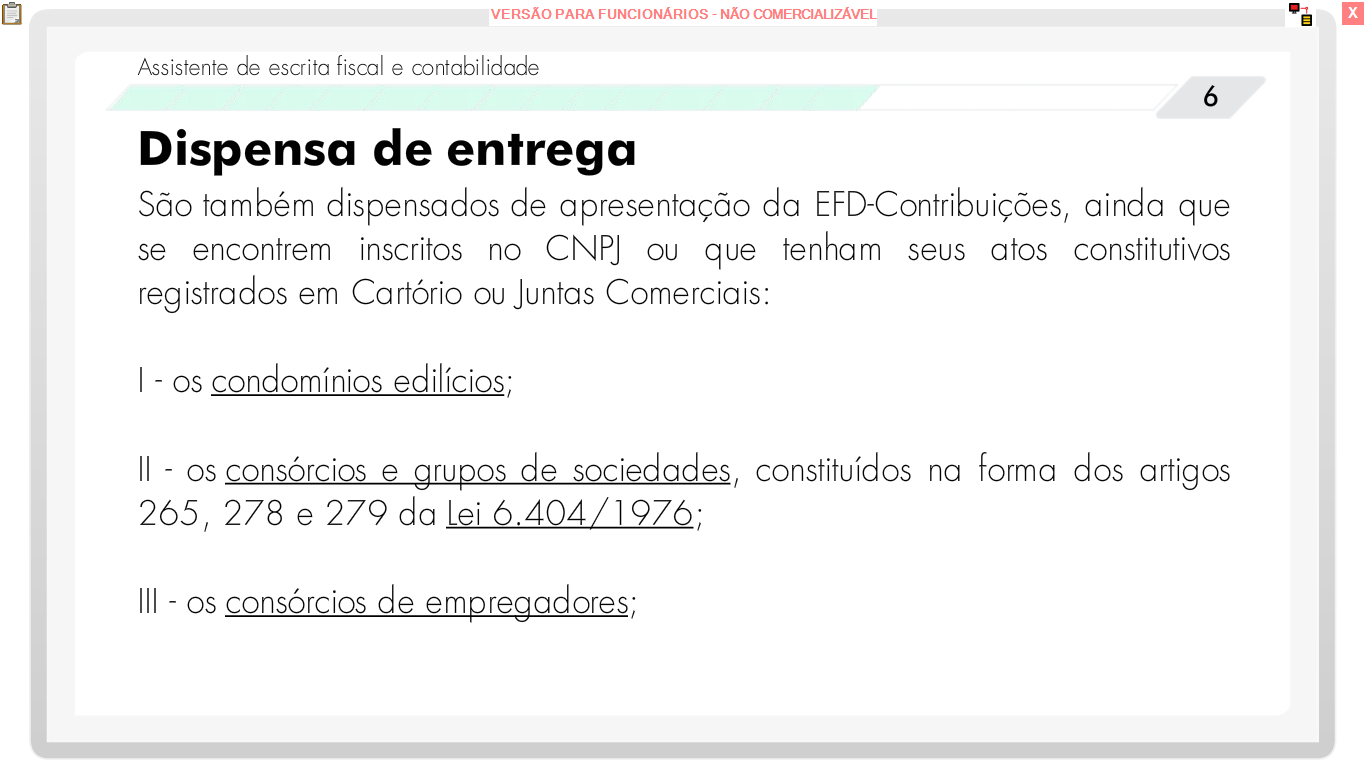 VERSÃO PARA FUNCIONÁRIOS - NÃO COMERCIALIZÁVEL
X
Assistente de escrita fiscal e contabilidade
6
Dispensa de entrega
São também dispensados de apresentação da EFD-Contribuições, ainda que
se encontrem inscritos no CNPJ ou que tenham seus atos constitutivos
registrados em Cartório ou Juntas Comerciais:
I - os condomínios edilícios;
II - os consórcios e grupos de sociedades, constituídos na forma dos artigos
265, 278 e 279 da Lei 6.404/1976;
III - os consórcios de empregadores;